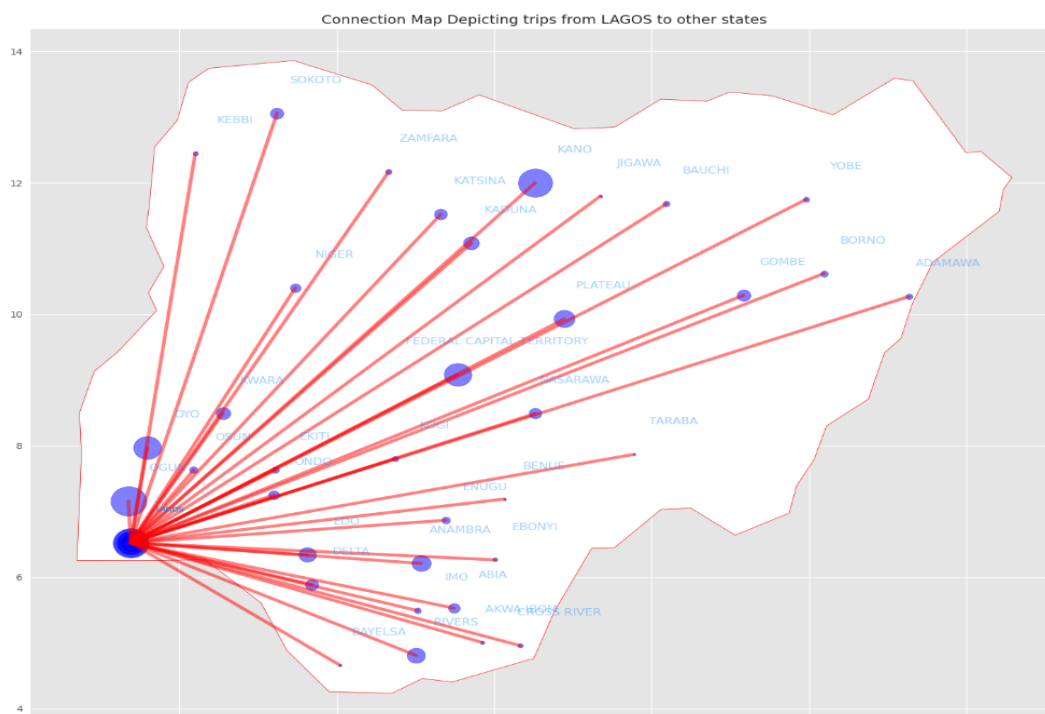 Connection Map Depicting trips from LAGOS to other states
14
SOKOTO
KEBBI
ZAMFARA
KANO
JIGAWA
BAUCHI
YOBE
12
KATSINA
KADUNA
BORNO
NIGER
GOMBE
ADAMAWA
PLATEAU
10
FEDERAL CAPITAL TERRITORY
KWARA
NASARAWA
OYO
TARABA
KOGI
OSUN
EKITI
8
OGUN
ONDO
BENUE
ENUGU
LAGOS
EDO
ANAMBRA
EBONYI
DELTA
6
IMO
ABIA
AKWA IBOM
CROSS RIVER
RIVERS
BAYELSA
4